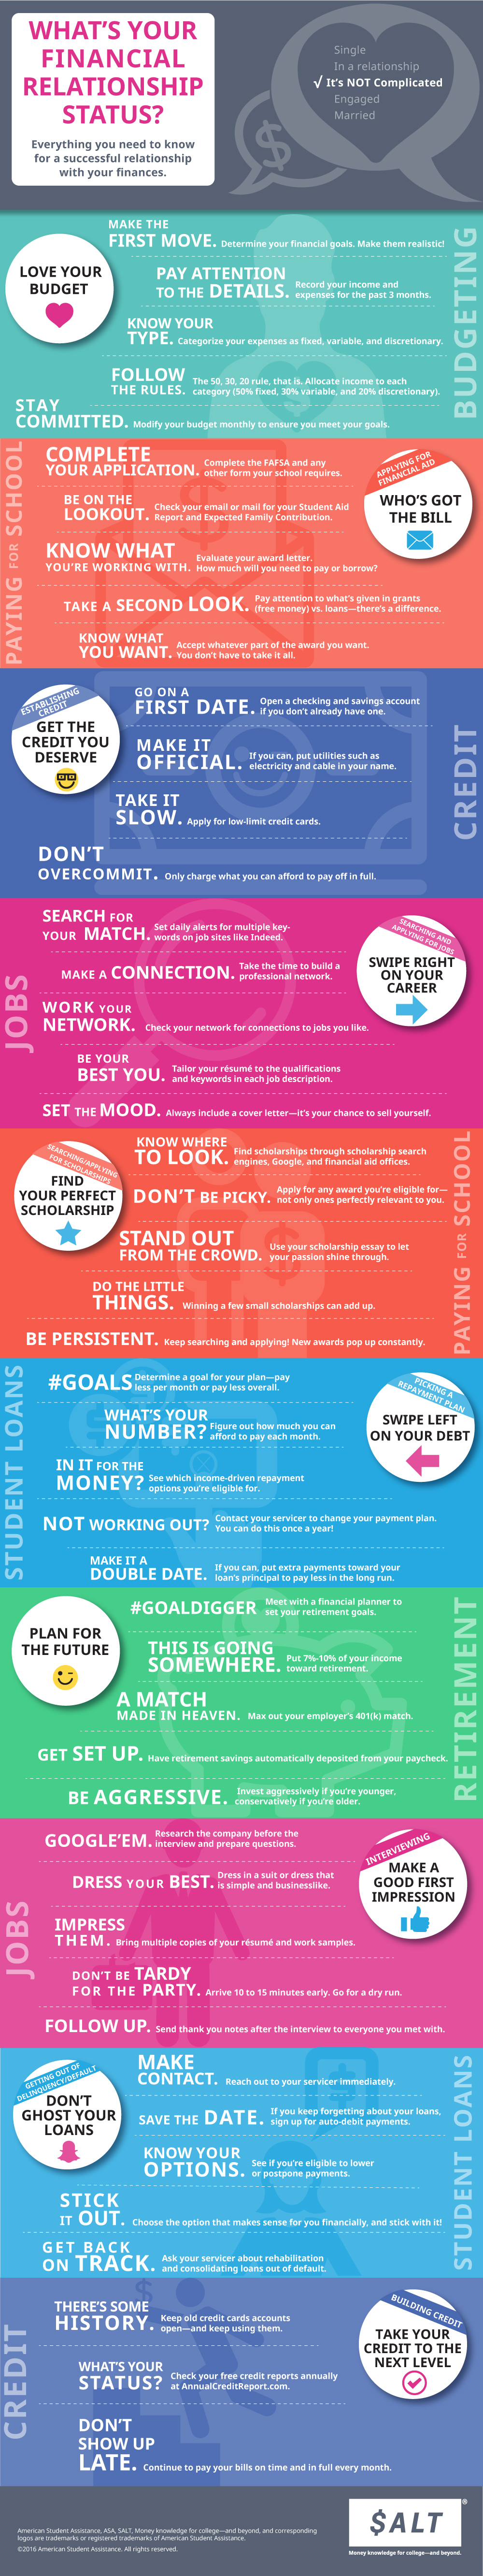 WHAT'S YOUR
FINANCIAL
RELATIONSHIP
STATUS?
Everything you need to know
for a successful relationship
with your finances.
Single
In a relationship
√ It's NOT Complicated
Engaged
Married
$
BUDGETING
LOVE YOUR
BUDGET
MAKE THE
FIRST MOVE. Determine your financial goals. Make them realistic!
PAY ATTENTION
TO THE DETAILS. Record your income and
expenses for the past 3 months.
KNOW YOUR
TYPE. Categorize your expenses as fixed, variable, and discretionary.
FOLLOW
THE RULES. The 50, 30, 20 rule, that is. Allocate income to each
category (50% fixed, 30% variable, and 20% discretionary).
STAY
COMMITTED. Modify your budget monthly to ensure you meet your goals.
PAYING FOR SCHOOL
APPLYING FOR
FINANCIAL AID
WHO'S GOT
THE BILL
COMPLETE
YOUR APPLICATION. Complete the FAFSA and any
other form your school requires.
BE ON THE
LOOKOUT. Check your email or mail for your Student Aid
Report and Expected Family Contribution.
KNOW WHAT
YOU'RE WORKING WITH. Evaluate your award letter.
How much will you need to pay or borrow?
TAKE A SECOND LOOK. Pay attention to what's given in grants
(free money) vs. loans—there's a difference.
KNOW WHAT
YOU WANT. Accept whatever part of the award you want.
You don't have to take it all.
CREDIT
ESTABLISHING
CREDIT
GET THE
CREDIT YOU
DESERVE
GO ON A
FIRST DATE. Open a checking and savings account
if you don't already have one.
MAKE IT
OFFICIAL. If you can, put utilities such as
electricity and cable in your name.
TAKE IT
SLOW. Apply for low-limit credit cards.
DON'T
OVERCOMMIT. Only charge what you can afford to pay off in full.
JOBS
SEARCHING AND
APPLYING FOR JOBS
SWIPE RIGHT
ON YOUR
CAREER
SEARCH FOR
YOUR MATCH. Set daily alerts for multiple key-
words on job sites like Indeed.
MAKE A CONNECTION. Take the time to build a
professional network.
WORK YOUR
NETWORK. Check your network for connections to jobs you like.
BE YOUR
BEST YOU. Tailor your résumé to the qualifications
and keywords in each job description.
SET THE MOOD. Always include a cover letter—it's your chance to sell yourself.
PAYING FOR SCHOOL
SEARCHING/APPLYING
FOR SCHOLARSHIPS
FIND
YOUR PERFECT
SCHOLARSHIP
KNOW WHERE
TO LOOK. Find scholarships through scholarship search
engines, Google, and financial aid offices.
DON'T BE PICKY. Apply for any award you're eligible for—
not only ones perfectly relevant to you.
STAND OUT
FROM THE CROWD. Use your scholarship essay to let
your passion shine through.
DO THE LITTLE
THINGS. Winning a few small scholarships can add up.
BE PERSISTENT. Keep searching and applying! New awards pop up constantly.
STUDENT LOANS
PICKING A
REPAYMENT PLAN
SWIPE LEFT
ON YOUR DEBT
#GOALS Determine a goal for your plan—pay
less per month or pay less overall.
WHAT'S YOUR
NUMBER? Figure out how much you can
afford to pay each month.
IN IT FOR THE
MONEY? See which income-driven repayment
options you're eligible for.
NOT WORKING OUT? Contact your servicer to change your payment plan.
You can do this once a year!
MAKE IT A
DOUBLE DATE. If you can, put extra payments toward your
loan's principal to pay less in the long run.
RETIREMENT
PLAN FOR
THE FUTURE
#GOALDIGGER Meet with a financial planner to
set your retirement goals.
THIS IS GOING
SOMEWHERE. Put 7%-10% of your income
toward retirement.
A MATCH
MADE IN HEAVEN. Max out your employer's 401(k) match.
GET SET UP. Have retirement savings automatically deposited from your paycheck.
BE AGGRESSIVE. Invest aggressively if you're younger,
conservatively if you're older.
JOBS
INTERVIEWING
MAKE A
GOOD FIRST
IMPRESSION
GOOGLE'EM. Research the company before the
interview and prepare questions.
DRESS YOUR BEST. Dress in a suit or dress that
is simple and businesslike.
IMPRESS
THEM. Bring multiple copies of your résumé and work samples.
DON'T BE TARDY
FOR THE PARTY. Arrive 10 to 15 minutes early. Go for a dry run.
FOLLOW UP. Send thank you notes after the interview to everyone you met with.
STUDENT LOANS
GETTING OUT OF
DELINQUENCY/DEFAULT
DON'T
GHOST YOUR
LOANS
MAKE
CONTACT. Reach out to your servicer immediately.
SAVE THE DATE. If you keep forgetting about your loans,
sign up for auto-debit payments.
KNOW YOUR
OPTIONS. See if you're eligible to lower
or postpone payments.
STICK
IT OUT. Choose the option that makes sense for you financially, and stick with it!
GET BACK
ON TRACK. Ask your servicer about rehabilitation
and consolidating loans out of default.
CREDIT
BUILDING CREDIT
TAKE YOUR
CREDIT TO THE
NEXT LEVEL
THERE'S SOME
HISTORY. Keep old credit cards accounts
open—and keep using them.
WHAT'S YOUR
STATUS? Check your free credit reports annually
at AnnualCreditReport.com.
DON'T
SHOW UP
LATE. Continue to pay your bills on time and in full every month.
American Student Assistance, ASA, SALT, Money knowledge for college—and beyond, and corresponding
logos are trademarks or registered trademarks of American Student Assistance.
©2016 American Student Assistance. All rights reserved.
$ALT®
Money knowledge for college—and beyond.